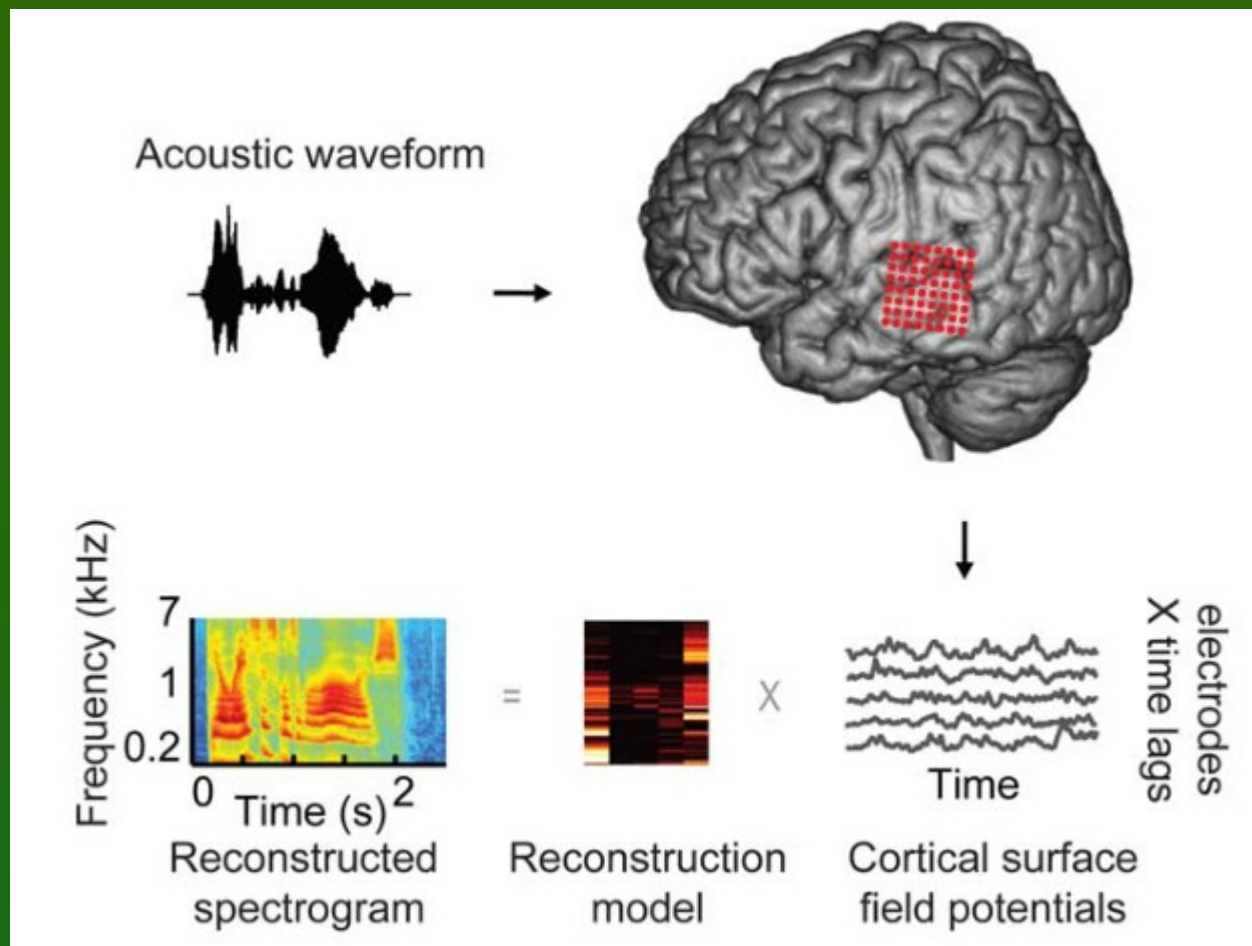 Acoustic waveform
Frequency (kHz)
7
1
0.2
0
2
Time (s)
Reconstructed
spectrogram
=
Reconstruction
model
X
Time
Cortical surface
field potentials
electrodes
X time lags